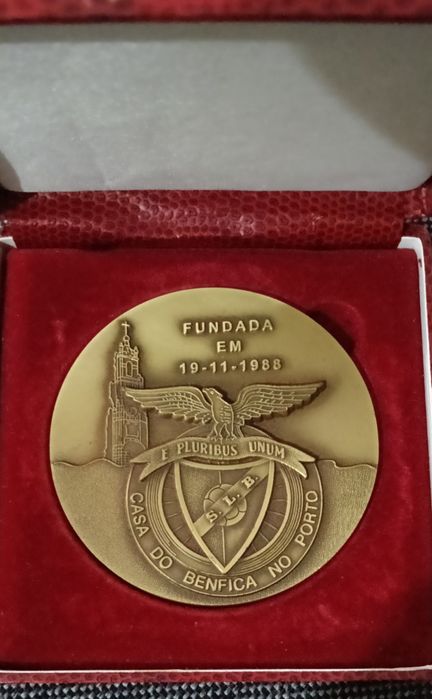 FUNDADA
EM
19-11-1988
E PLURIBUS UNUM
S. L. B.
CASA DO BENFICA NO PORTO